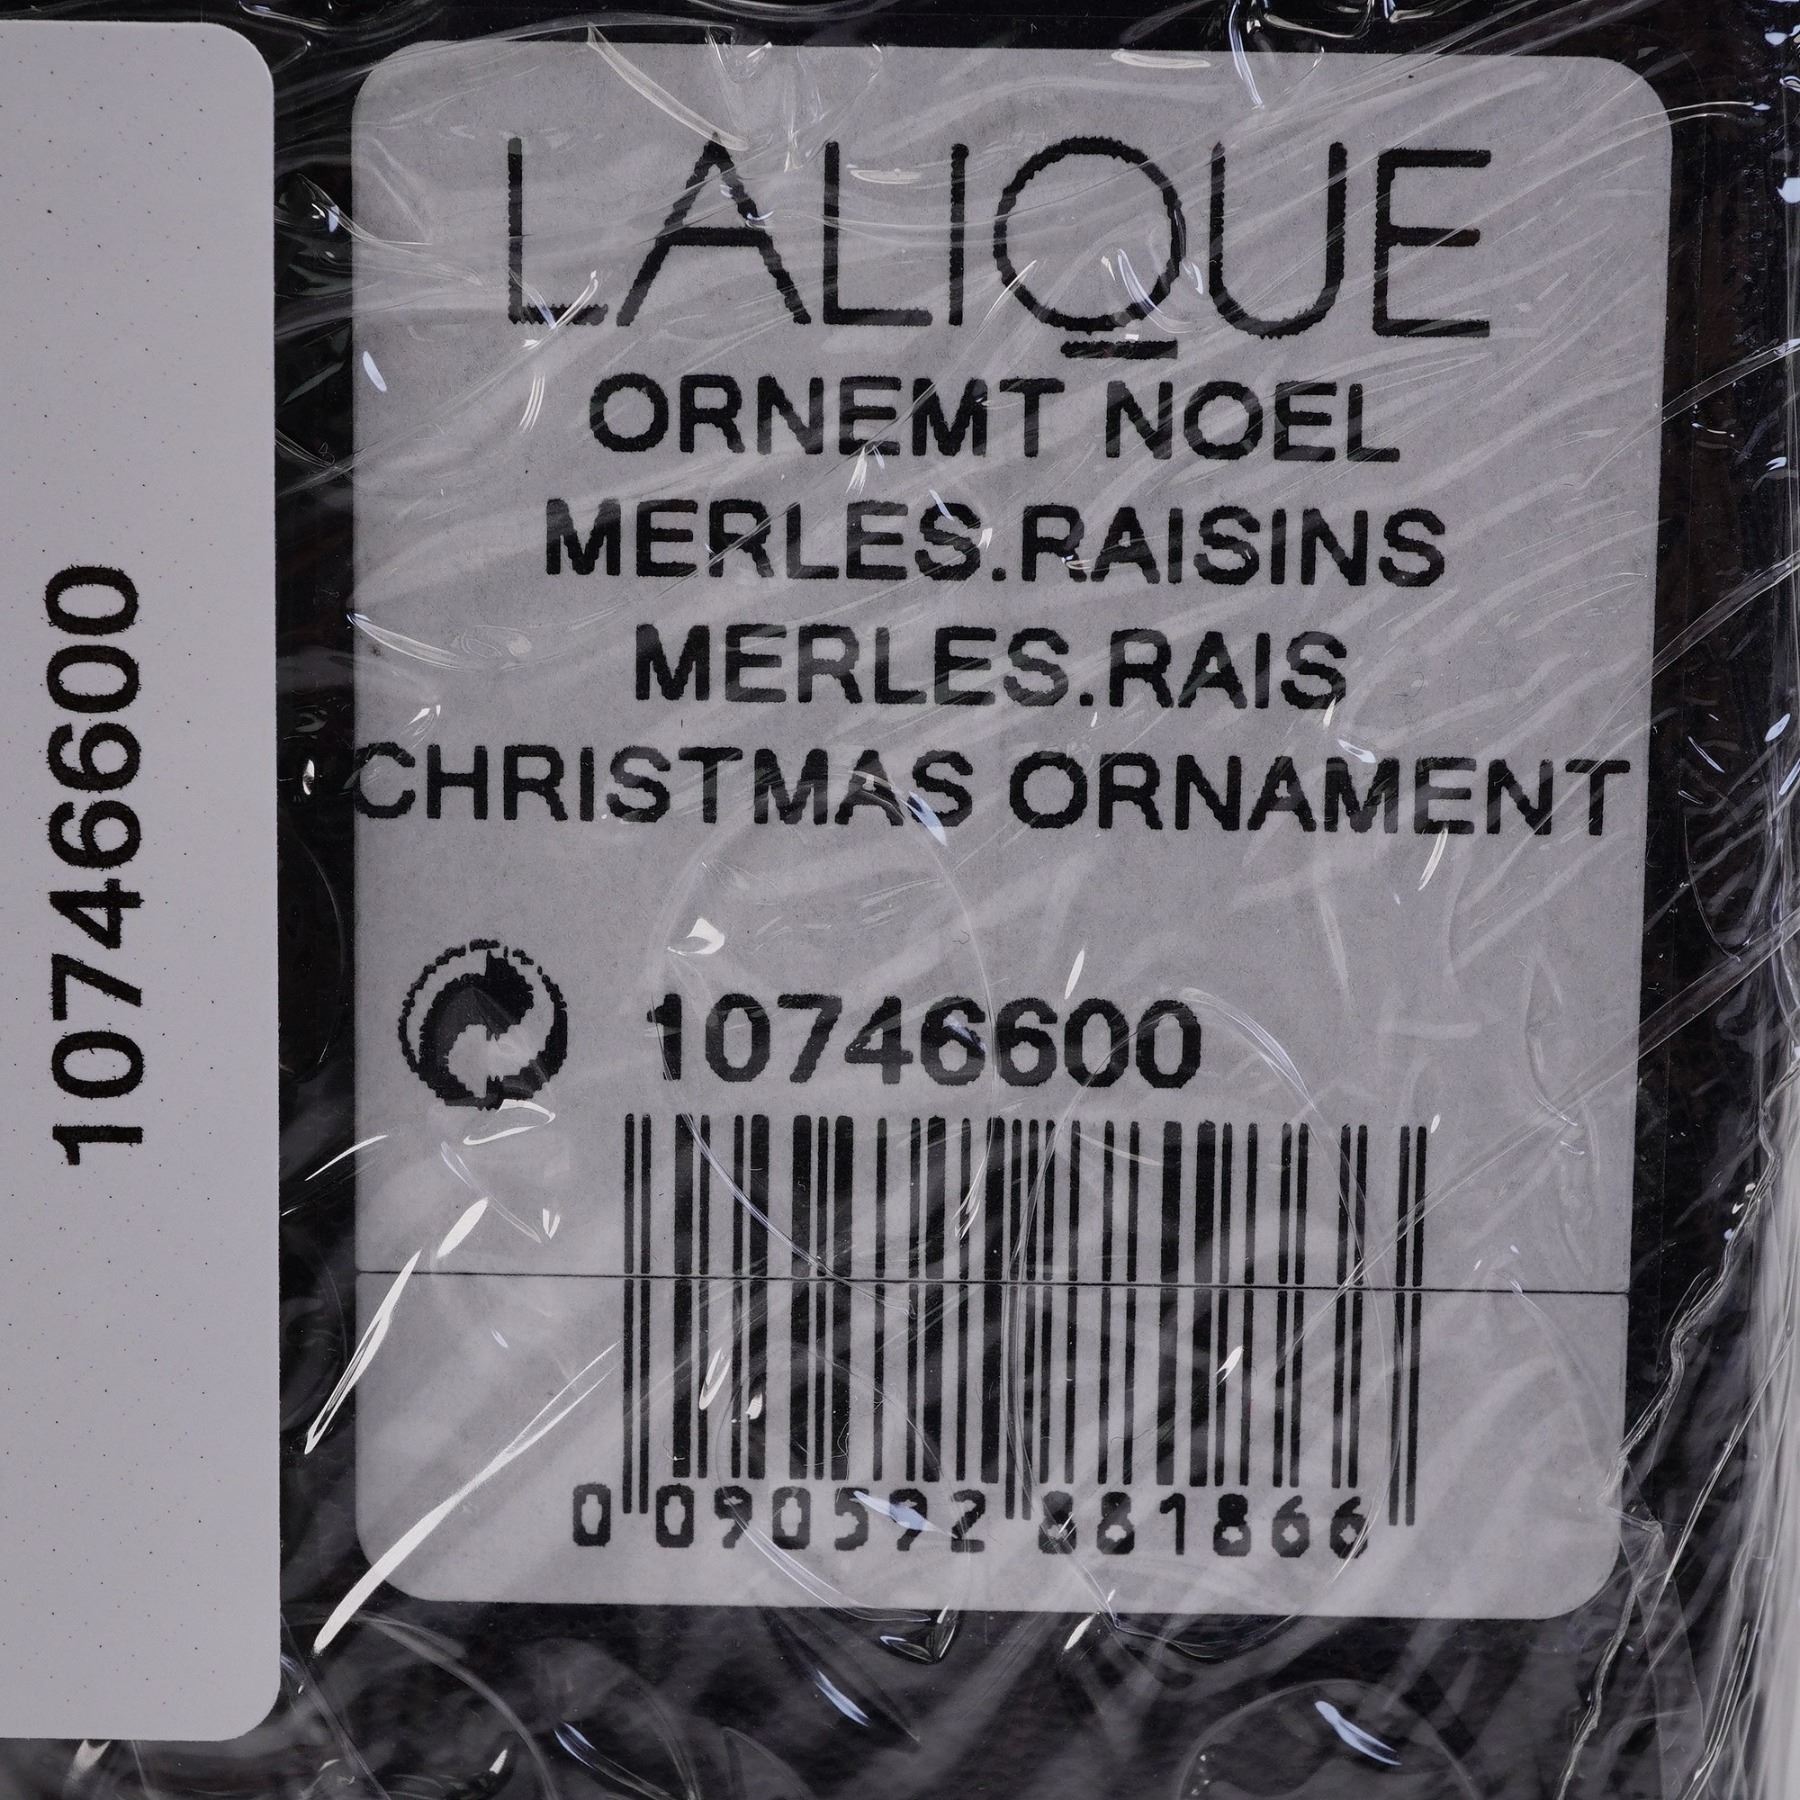 10746600
LALIQUE
ORNEMT NOEL
MERLES.RAISINS
MERLES.RAIS
CHRISTMAS ORNAMENT
10746600
0 090592 881866